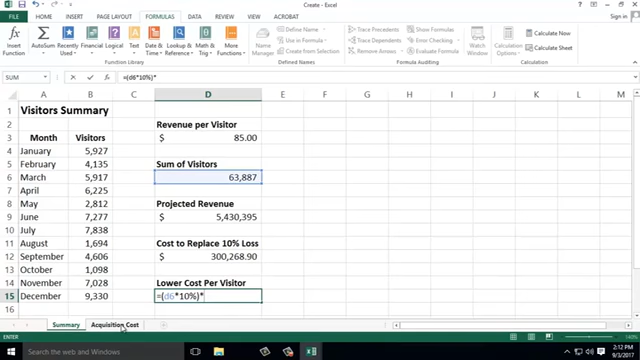 Create - Excel
Sign in
FILE HOME INSERT PAGE LAYOUT FORMULAS DATA REVIEW VIEW ACROBAT
Insert Function
AutoSum
Recently Used
Financial
Logical
Text
Date & Time
Lookup & Reference
Math & Trig
More Functions
Name Manager
Define Name
Use in Formula
Create from Selection
Trace Precedents
Trace Dependents
Remove Arrows
Show Formulas
Error Checking
Evaluate Formula
Watch Window
Calculation Options
Calculate Now
Calculate Sheet
Function Library Defined Names Formula Auditing Calculation
SUM =(d6*10%)*
A B C D E F G H I J K L M
1 Visitors Summary
2 Revenue per Visitor
3 Month Visitors $ 85.00
4 January 5,927
5 February 4,135 Sum of Visitors
6 March 5,917 63,887
7 April 6,225
8 May 2,812 Projected Revenue
9 June 7,277 $ 5,430,395
10 July 7,838
11 August 1,694 Cost to Replace 10% Loss
12 September 4,606 $ 300,268.90
13 October 1,098
14 November 7,028 Lower Cost Per Visitor
15 December 9,330 =(d6*10%)*
16
Summary Acquisition Cost
ENTER
Search the web and Windows
2:12 PM
9/3/2017